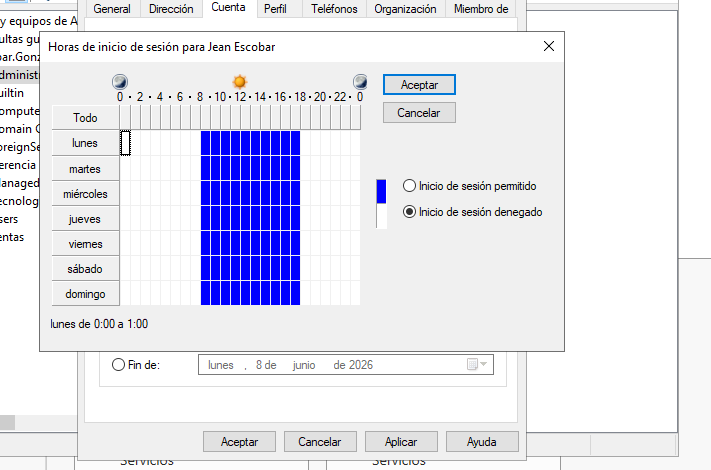 General Dirección Cuenta Perfil Teléfonos Organización Miembro de
y equipos de A
ultas gu
bar.Gonz
dminist
uiltin
ompute
omain C
oreignSe
erencia
Managed
ecnolog
sers
entas
Horas de inicio de sesión para Jean Escobar
0 · 2 · 4 · 6 · 8 · 10 · 12 · 14 · 16 · 18 · 20 · 22 · 0
Todo
lunes
martes
miércoles
jueves
viernes
sábado
domingo
Aceptar
Cancelar
Inicio de sesión permitido
Inicio de sesión denegado
lunes de 0:00 a 1:00
Fin de: lunes , 8 de junio de 2026
Aceptar Cancelar Aplicar Ayuda
Servicios Servicios